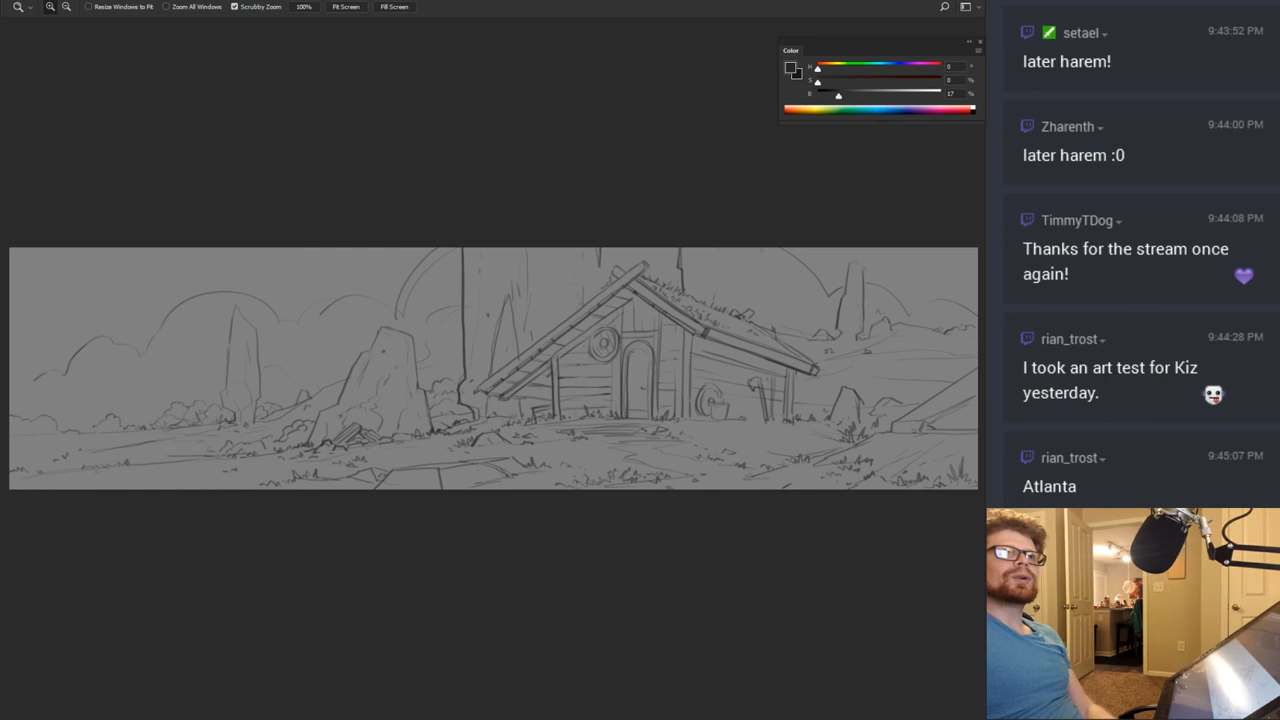 Resize Windows to Fit
Zoom All Windows
Scrubby Zoom
100%
Fit Screen
Fill Screen
Color
H
0
°
S
0
%
B
17
%
setael
9:43:52 PM
later harem!
Zharenth
9:44:00 PM
later harem :0
TimmyTDog
9:44:08 PM
Thanks for the stream once
again!
rian_trost
9:44:28 PM
I took an art test for Kiz
yesterday.
rian_trost
9:45:07 PM
Atlanta